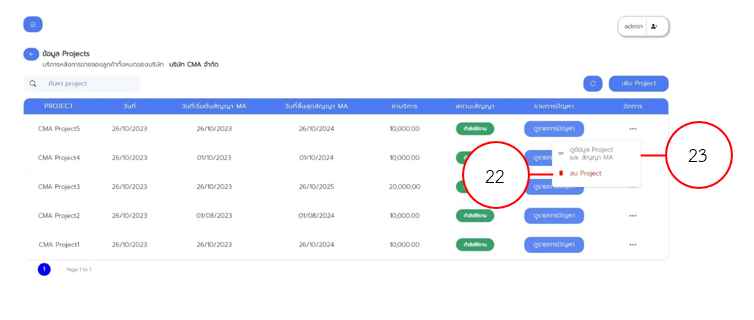 admin
ข้อมูล Projects
บริการหลังการขายของลูกค้าทั้งหมดของบริษัท บริษัท CMA จำกัด
ค้นหา project
เพิ่ม Project
PROJECT วันที่ วันที่เริ่มต้นสัญญา MA วันที่สิ้นสุดสัญญา MA ค่าบริการ สถานะสัญญา รายการปัญหา จัดการ
CMA Project5 26/10/2023 26/10/2023 26/10/2024 10,000.00 กำลังใช้งาน ดูรายการปัญหา
CMA Project4 26/10/2023 01/10/2023 01/10/2024 10,000.00
ดูข้อมูล Project
และ สัญญา MA
23
22
ลบ Project
CMA Project3 26/10/2023 26/10/2023 26/10/2025 20,000.00 ดูรายการปัญหา
CMA Project2 26/10/2023 01/08/2023 01/08/2024 10,000.00 กำลังใช้งาน ดูรายการปัญหา
CMA Project1 26/10/2023 26/10/2023 26/10/2024 10,000.00 กำลังใช้งาน ดูรายการปัญหา
1 Page 1 to 1